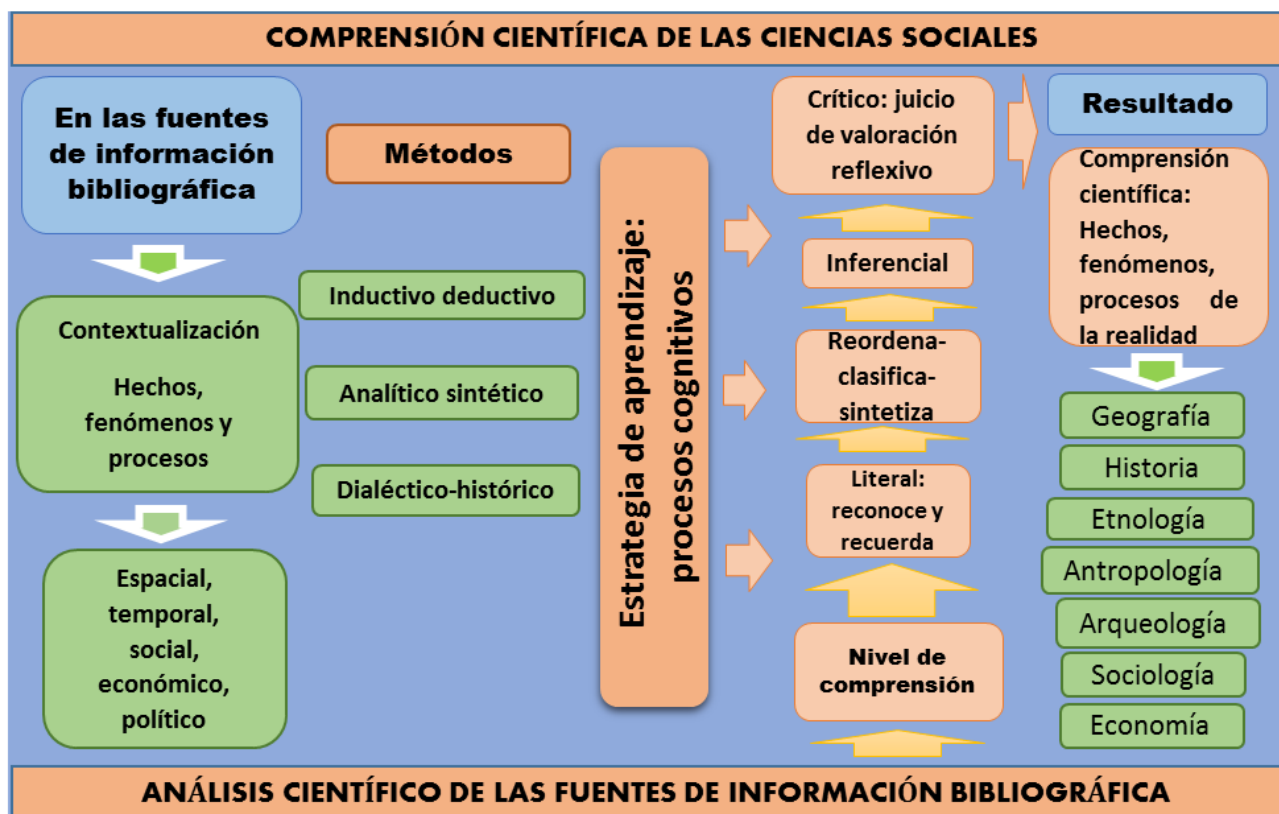 COMPRENSIÓN CIENTÍFICA DE LAS CIENCIAS SOCIALES
En las fuentes
de información
bibliográfica
Contextualización
Hechos,
fenómenos y
procesos
Espacial,
temporal,
social,
económico,
político
Métodos
Inductivo deductivo
Analítico sintético
Dialéctico-histórico
Estrategia de aprendizaje:
procesos cognitivos
Crítico: juicio
de valoración
reflexivo
Inferencial
Reordena-
clasifica-
sintetiza
Literal:
reconoce y
recuerda
Nivel de
comprensión
Resultado
Comprensión
científica:
Hechos,
fenómenos,
procesos de
la realidad
Geografía
Historia
Etnología
Antropología
Arqueología
Sociología
Economía
ANÁLISIS CIENTÍFICO DE LAS FUENTES DE INFORMACIÓN BIBLIOGRÁFICA